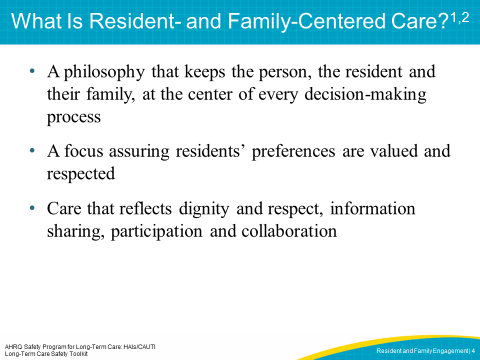 What Is Resident- and Family-Centered Care?1,2
• A philosophy that keeps the person, the resident and
their family, at the center of every decision-making
process
• A focus assuring residents’ preferences are valued and
respected
• Care that reflects dignity and respect, information
sharing, participation and collaboration
AHRQ Safety Program for Long-Term Care: HAIs/CAUTI
Long-Term Care Safety Toolkit
Resident and Family Engagement | 4